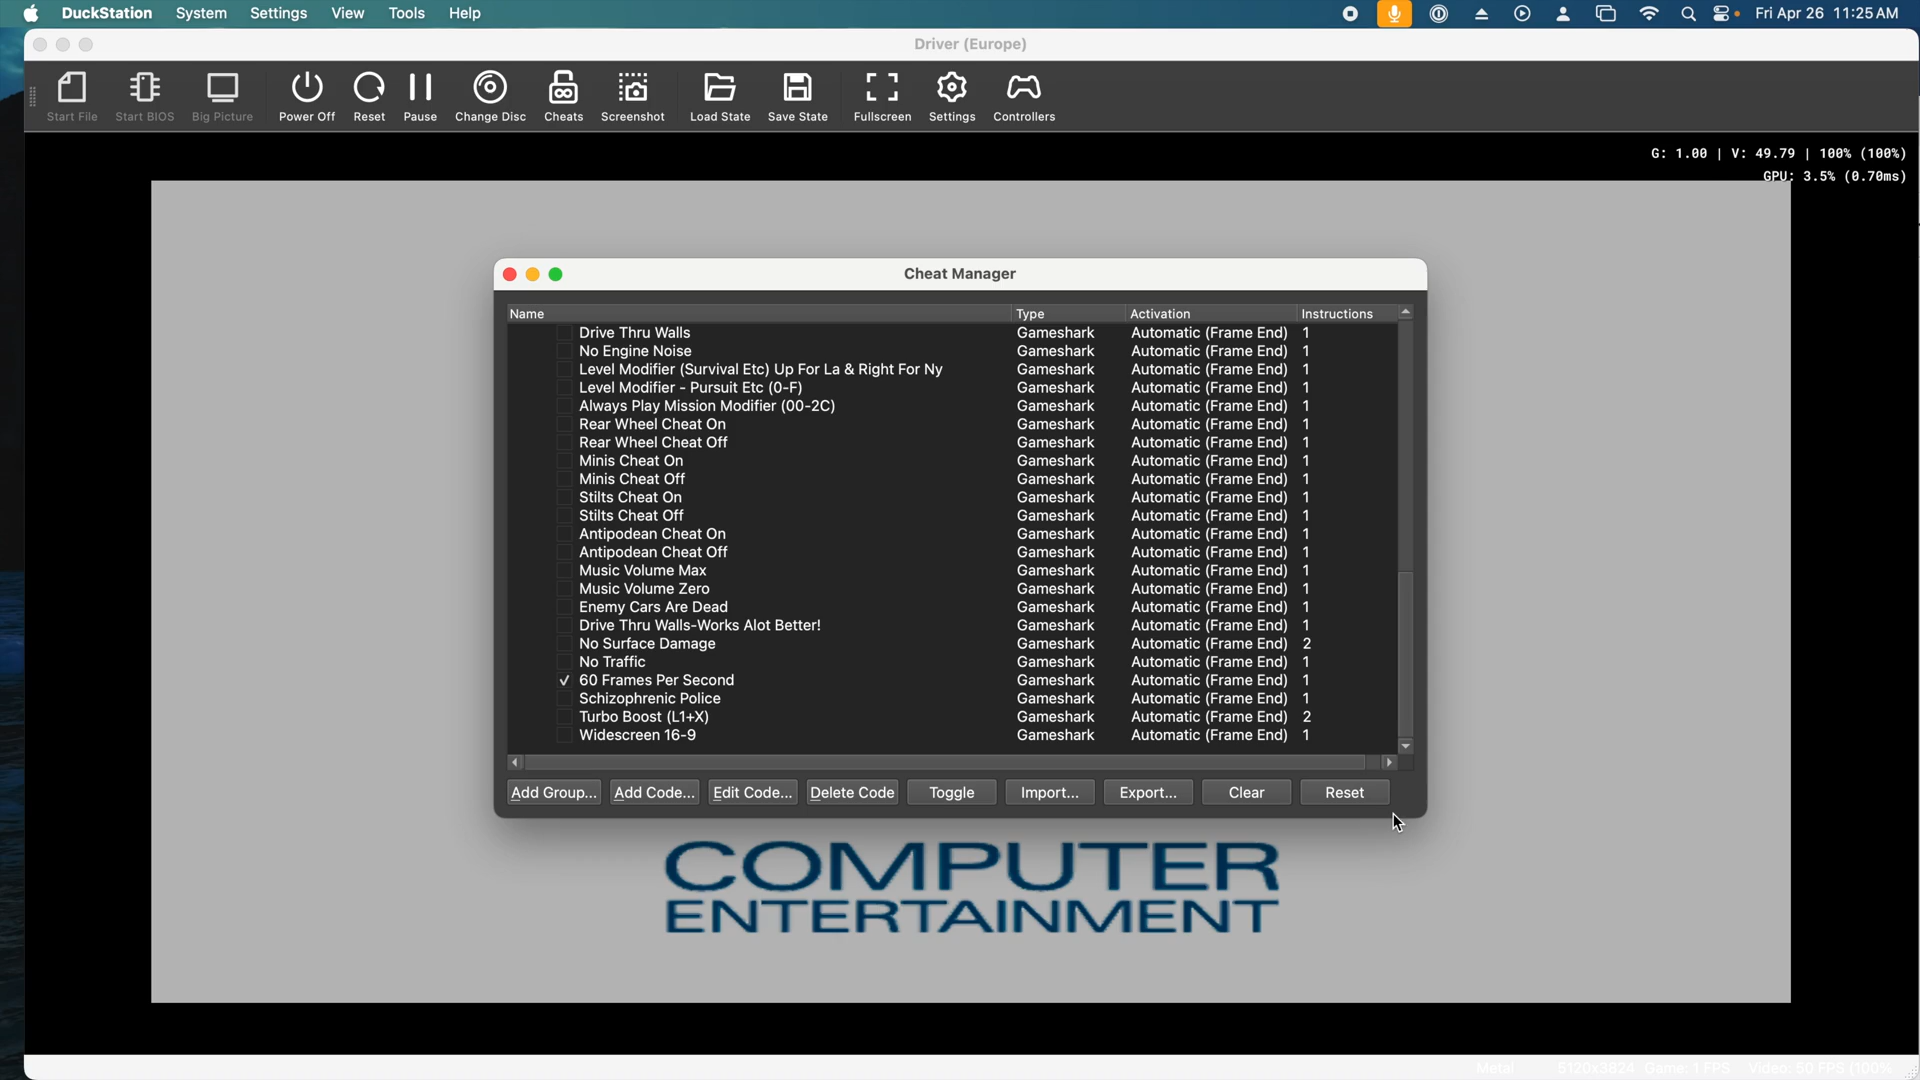 DuckStation System Settings View Tools Help Fri Apr 26 11:25 AM
Driver (Europe)
Start File Start BIOS Big Picture Power Off Reset Pause Change Disc Cheats Screenshot Load State Save State Fullscreen Settings Controllers
G: 1.00 | V: 49.79 | 100% (100%)
GPU: 3.5% (0.70ms)
Cheat Manager
Name Type Activation Instructions
Drive Thru Walls Gameshark Automatic (Frame End) 1
No Engine Noise Gameshark Automatic (Frame End) 1
Level Modifier (Survival Etc) Up For La & Right For Ny Gameshark Automatic (Frame End) 1
Level Modifier - Pursuit Etc (0-F) Gameshark Automatic (Frame End) 1
Always Play Mission Modifier (00-2C) Gameshark Automatic (Frame End) 1
Rear Wheel Cheat On Gameshark Automatic (Frame End) 1
Rear Wheel Cheat Off Gameshark Automatic (Frame End) 1
Minis Cheat On Gameshark Automatic (Frame End) 1
Minis Cheat Off Gameshark Automatic (Frame End) 1
Stilts Cheat On Gameshark Automatic (Frame End) 1
Stilts Cheat Off Gameshark Automatic (Frame End) 1
Antipodean Cheat On Gameshark Automatic (Frame End) 1
Antipodean Cheat Off Gameshark Automatic (Frame End) 1
Music Volume Max Gameshark Automatic (Frame End) 1
Music Volume Zero Gameshark Automatic (Frame End) 1
Enemy Cars Are Dead Gameshark Automatic (Frame End) 1
Drive Thru Walls-Works Alot Better! Gameshark Automatic (Frame End) 1
No Surface Damage Gameshark Automatic (Frame End) 2
No Traffic Gameshark Automatic (Frame End) 1
60 Frames Per Second Gameshark Automatic (Frame End) 1
Schizophrenic Police Gameshark Automatic (Frame End) 1
Turbo Boost (L1+X) Gameshark Automatic (Frame End) 2
Widescreen 16-9 Gameshark Automatic (Frame End) 1
Add Group... Add Code... Edit Code... Delete Code Toggle Import... Export... Clear Reset
COMPUTER
ENTERTAINMENT
Metal 5120x3824 Game: 1 FPS Video: 50 FPS (100%)